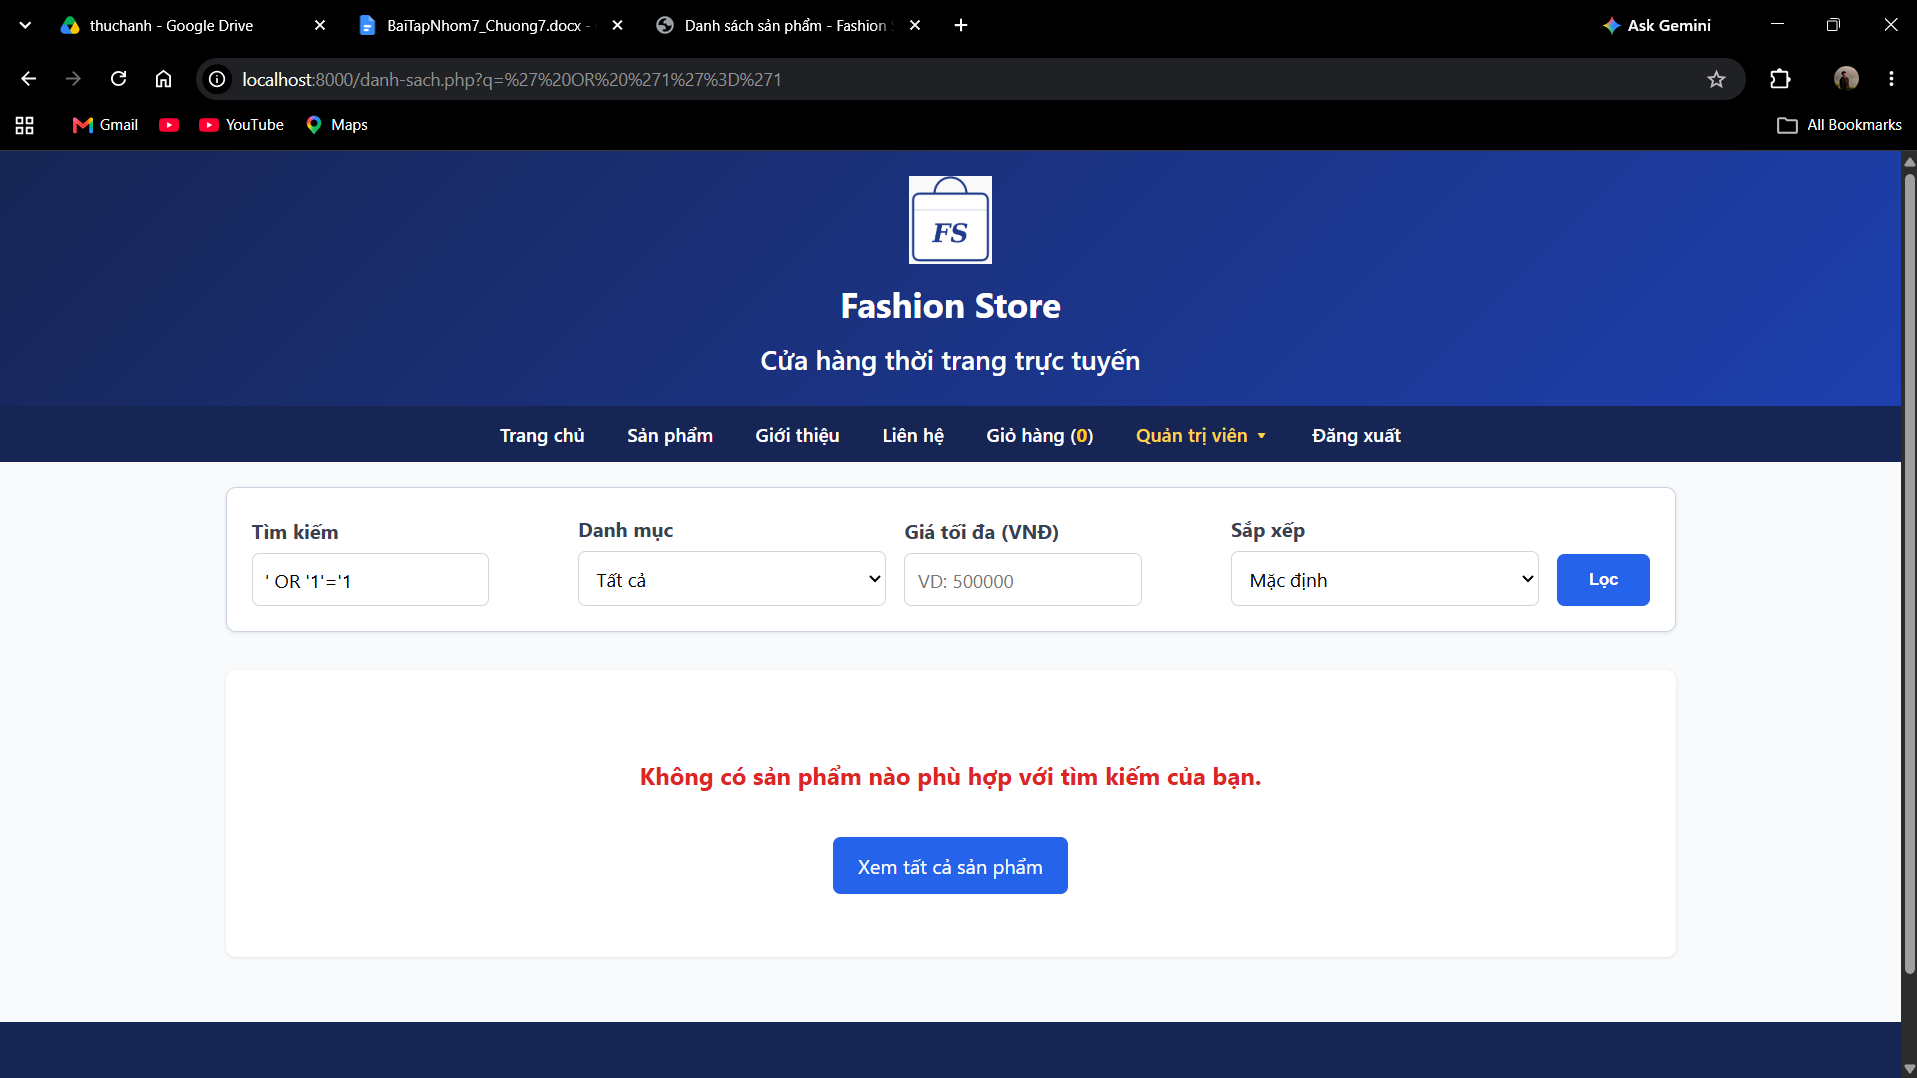 thuchanh - Google Drive
BaiTapNhom7_Chuong7.docx -
Danh sách sản phẩm - Fashion
Ask Gemini
localhost:8000/danh-sach.php?q=%27%20OR%20%271%27%3D%271
Gmail
YouTube
Maps
All Bookmarks
FS
Fashion Store
Cửa hàng thời trang trực tuyến
Trang chủ
Sản phẩm
Giới thiệu
Liên hệ
Giỏ hàng (0)
Quản trị viên
Đăng xuất
Tìm kiếm
Danh mục
Giá tối đa (VNĐ)
Sắp xếp
' OR '1'='1
Tất cả
VD: 500000
Mặc định
Lọc
Không có sản phẩm nào phù hợp với tìm kiếm của bạn.
Xem tất cả sản phẩm